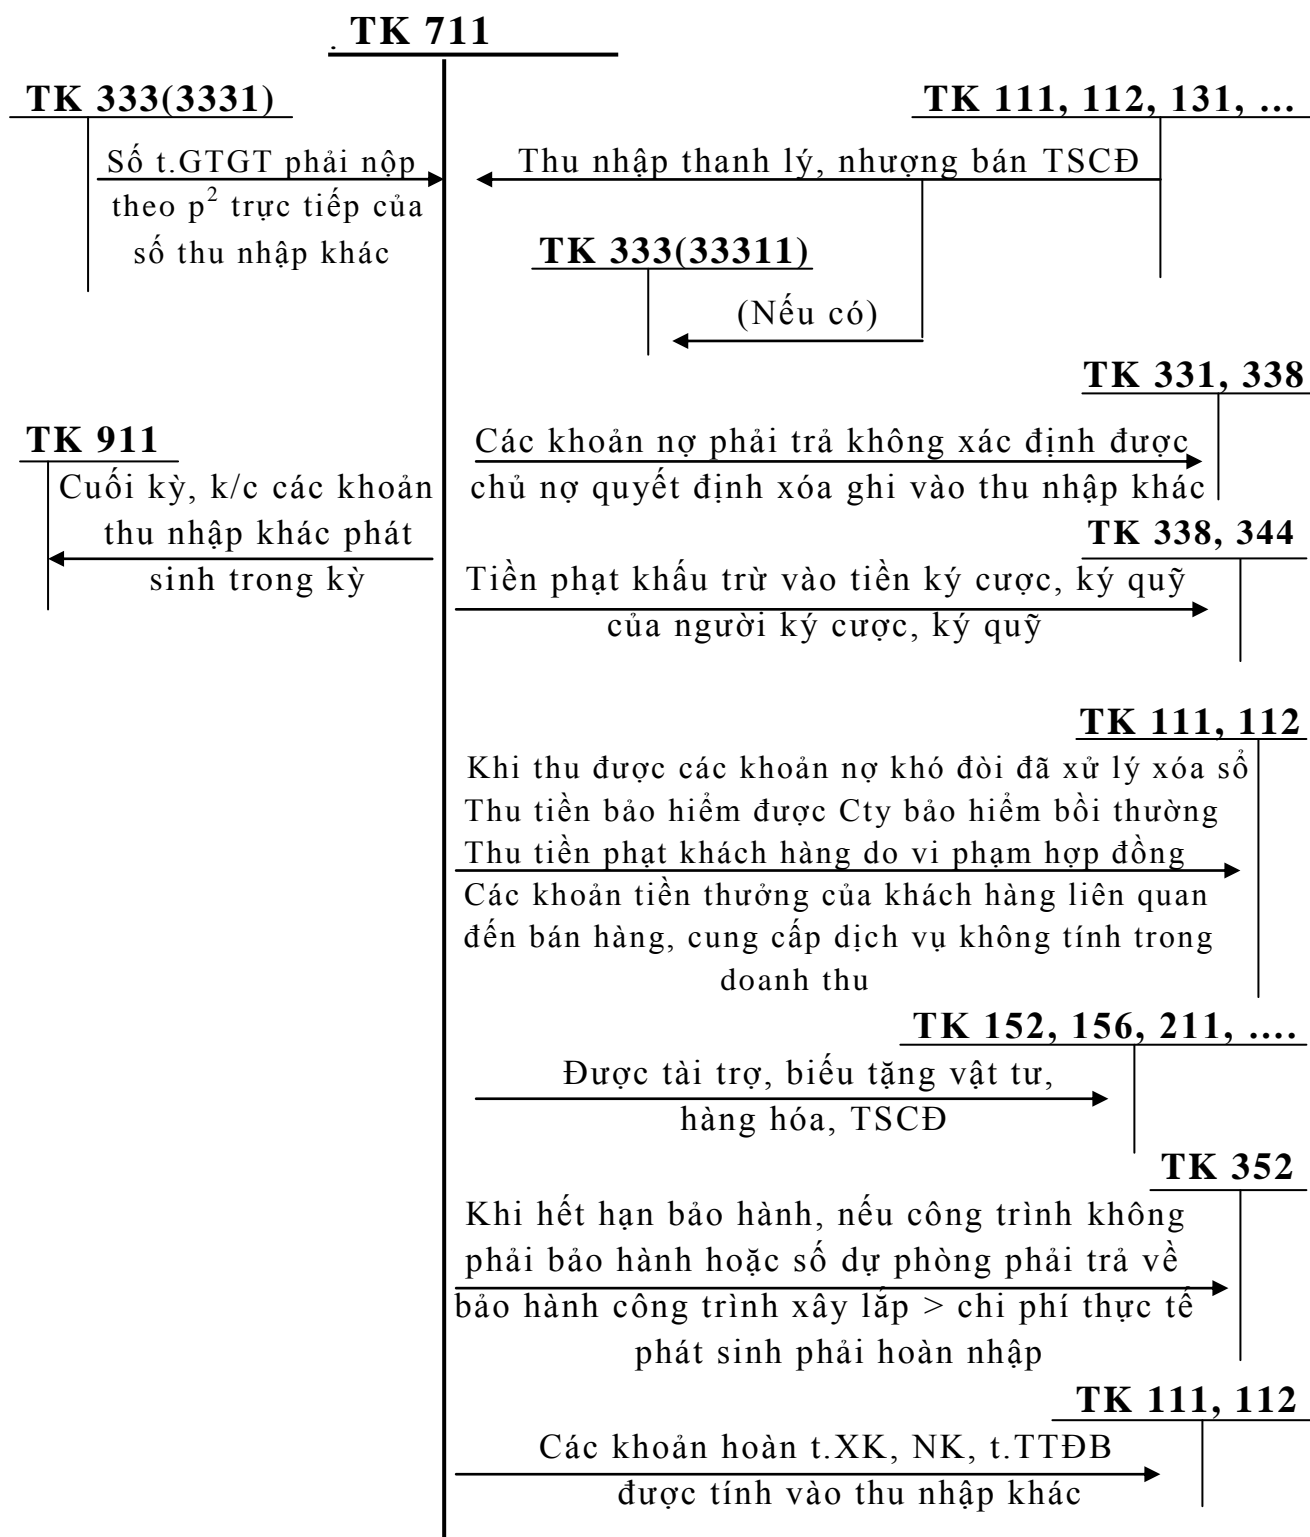 . TK 711
TK 333(3331)
Số t.GTGT phải nộp
theo p² trực tiếp của
số thu nhập khác
TK 111, 112, 131, ...
Thu nhập thanh lý, nhượng bán TSCĐ
TK 333(33311)
(Nếu có)
TK 331, 338
Các khoản nợ phải trả không xác định được
chủ nợ quyết định xóa ghi vào thu nhập khác
TK 911
Cuối kỳ, k/c các khoản
thu nhập khác phát
sinh trong kỳ
TK 338, 344
Tiền phạt khấu trừ vào tiền ký cược, ký quỹ
của người ký cược, ký quỹ
TK 111, 112
Khi thu được các khoản nợ khó đòi đã xử lý xóa sổ
Thu tiền bảo hiểm được Cty bảo hiểm bồi thường
Thu tiền phạt khách hàng do vi phạm hợp đồng
Các khoản tiền thưởng của khách hàng liên quan
đến bán hàng, cung cấp dịch vụ không tính trong
doanh thu
TK 152, 156, 211, ....
Được tài trợ, biếu tặng vật tư,
hàng hóa, TSCĐ
TK 352
Khi hết hạn bảo hành, nếu công trình không
phải bảo hành hoặc số dự phòng phải trả về
bảo hành công trình xây lắp > chi phí thực tế
phát sinh phải hoàn nhập
TK 111, 112
Các khoản hoàn t.XK, NK, t.TTĐB
được tính vào thu nhập khác